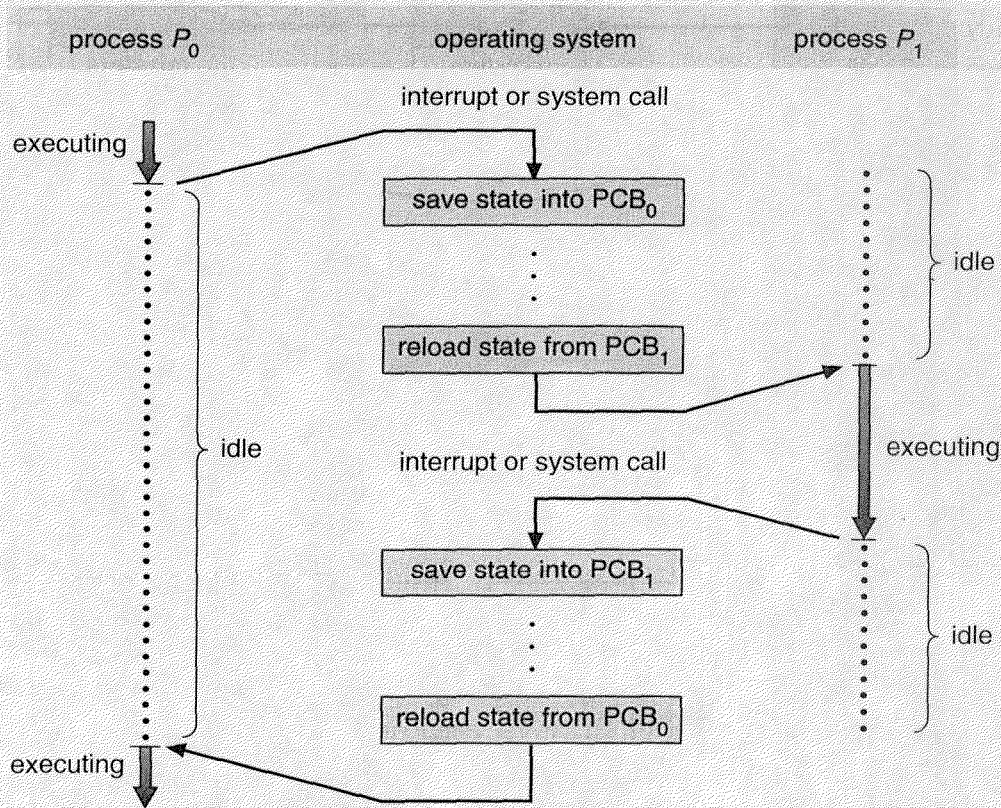 process P0 operating system process P1
interrupt or system call
executing
save state into PCB0
idle
reload state from PCB1
idle
executing
interrupt or system call
save state into PCB1
idle
reload state from PCB0
executing